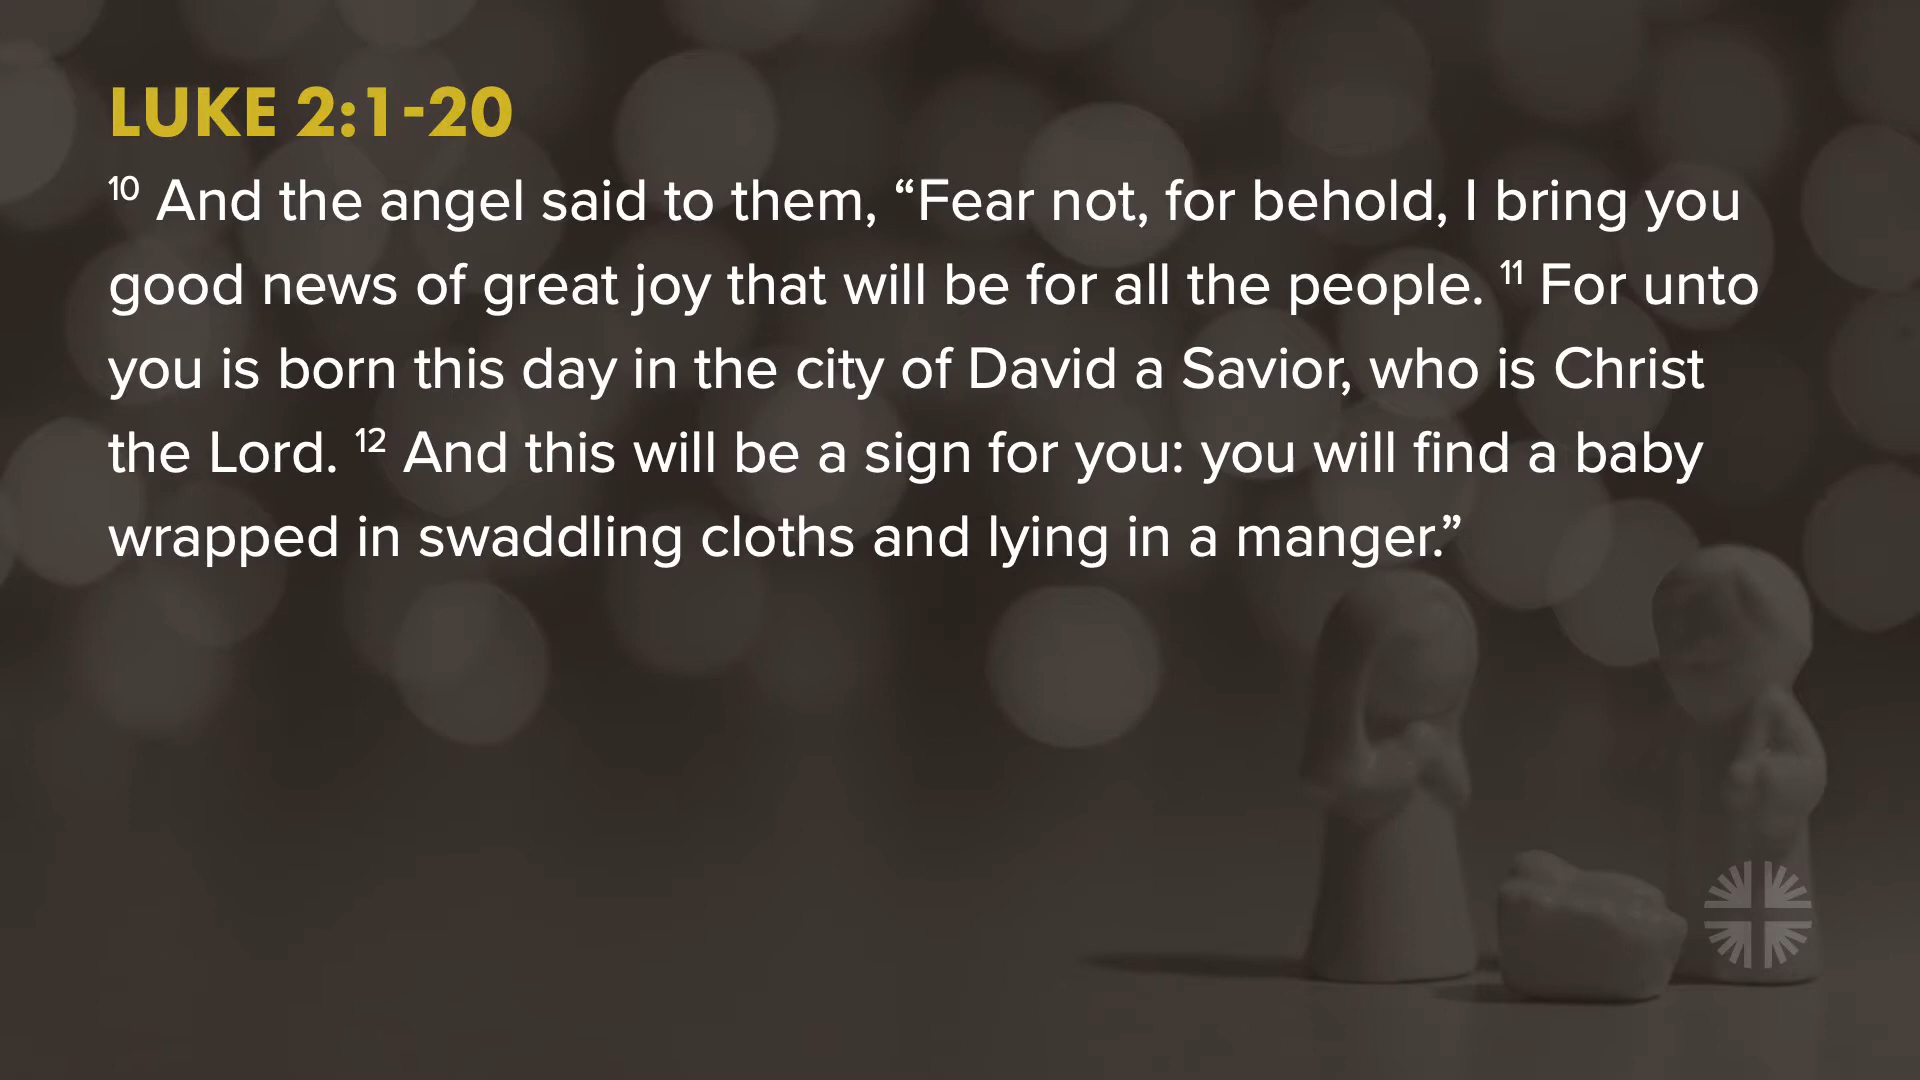 LUKE 2:1-20
¹⁰ And the angel said to them, “Fear not, for behold, I bring you
good news of great joy that will be for all the people. ¹¹ For unto
you is born this day in the city of David a Savior, who is Christ
the Lord. ¹² And this will be a sign for you: you will find a baby
wrapped in swaddling cloths and lying in a manger.”